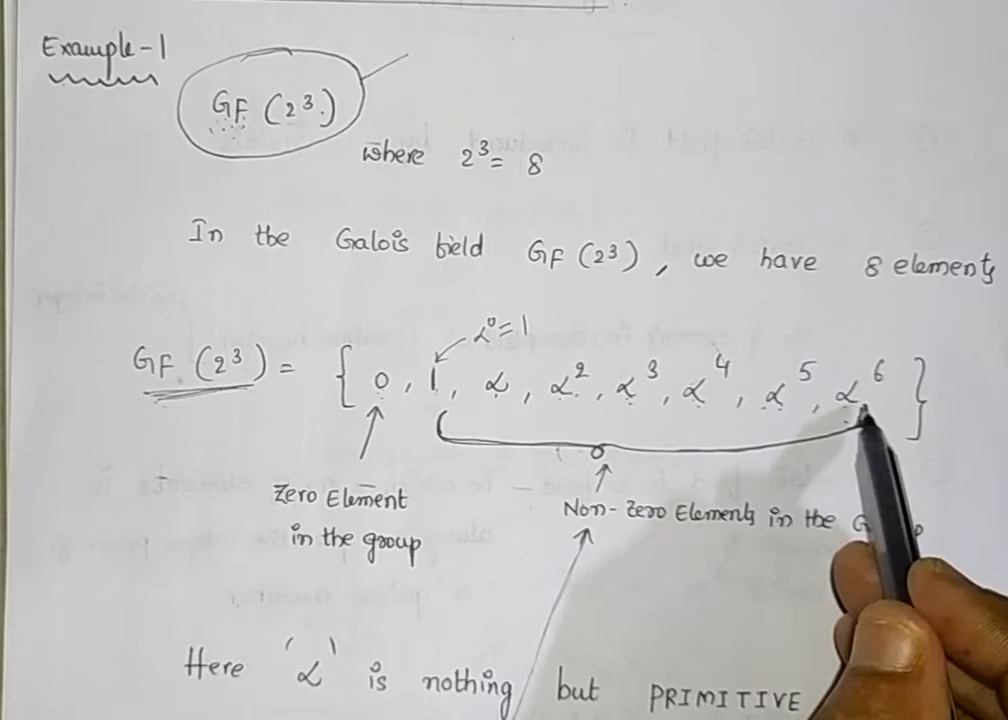 Example-1
GF (2³)
where 2³ = 8
In the Galois field GF (2³), we have 8 elements
α⁰=1
GF (2³) = { 0, 1, α, α², α³, α⁴, α⁵, α⁶ }
Zero Element
in the group
Non-Zero Elements in the
Here 'α' is nothing but PRIMITIVE